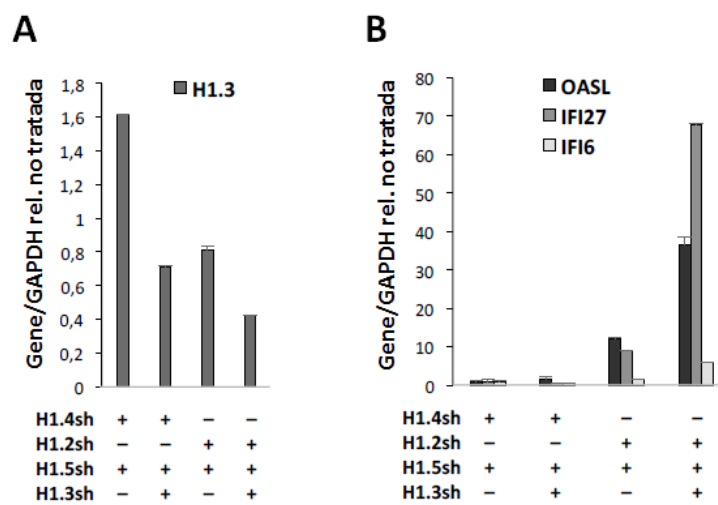 A
Gene/GAPDH rel. no tratada
1,8
1,6
1,4
1,2
1
0,8
0,6
0,4
0,2
0
H1.3
H1.4sh + + – –
H1.2sh – – + +
H1.5sh + + + +
H1.3sh – + – +
B
Gene/GAPDH rel. no tratada
80
70
60
50
40
30
20
10
0
OASL
IFI27
IFI6
H1.4sh + + – –
H1.2sh – – + +
H1.5sh + + + +
H1.3sh – + – +